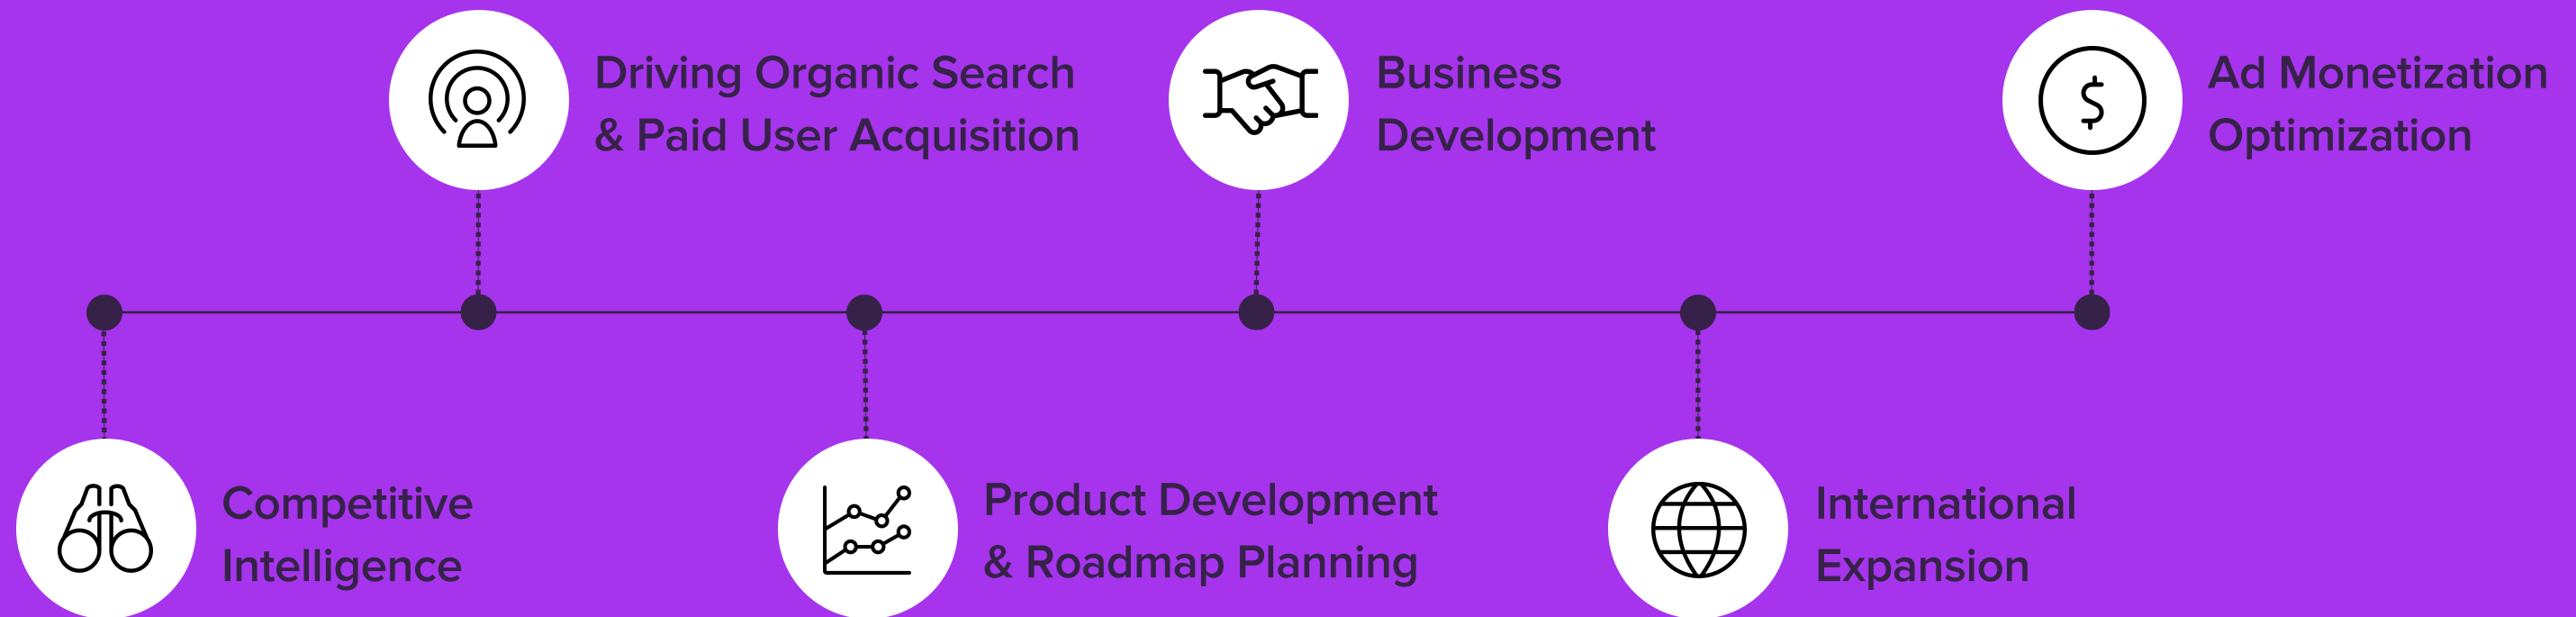 Driving Organic Search
& Paid User Acquisition
Business
Development
Ad Monetization
Optimization
Competitive
Intelligence
Product Development
& Roadmap Planning
International
Expansion